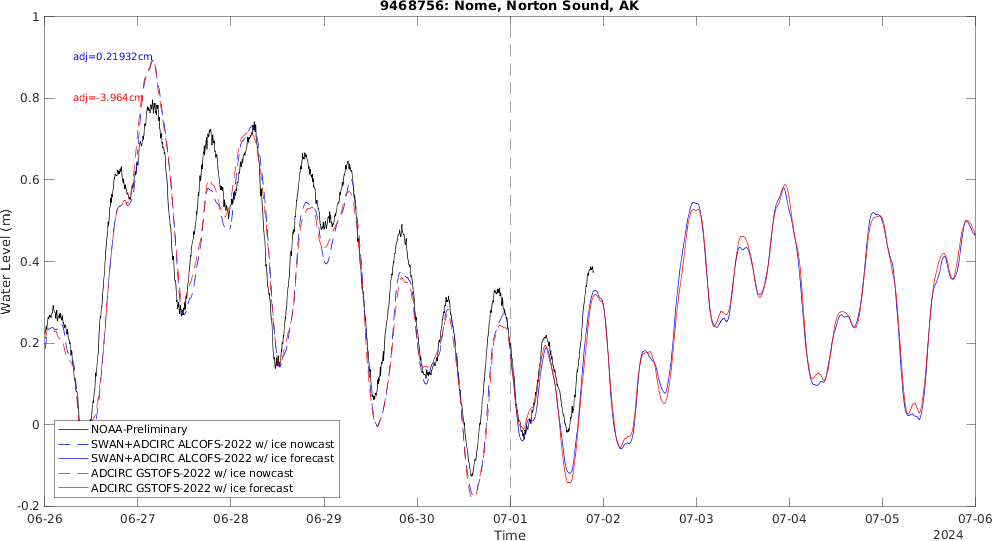 9468756: Nome, Norton Sound, AK
1
adj=0.21932cm
0.8
adj=-3.964cm
0.6
Water Level (m)
0.4
0.2
0
-0.2
NOAA-Preliminary
SWAN+ADCIRC ALCOFS-2022 w/ ice nowcast
SWAN+ADCIRC ALCOFS-2022 w/ ice forecast
ADCIRC GSTOFS-2022 w/ ice nowcast
ADCIRC GSTOFS-2022 w/ ice forecast
06-26 06-27 06-28 06-29 06-30 07-01 07-02 07-03 07-04 07-05 07-06
Time
2024